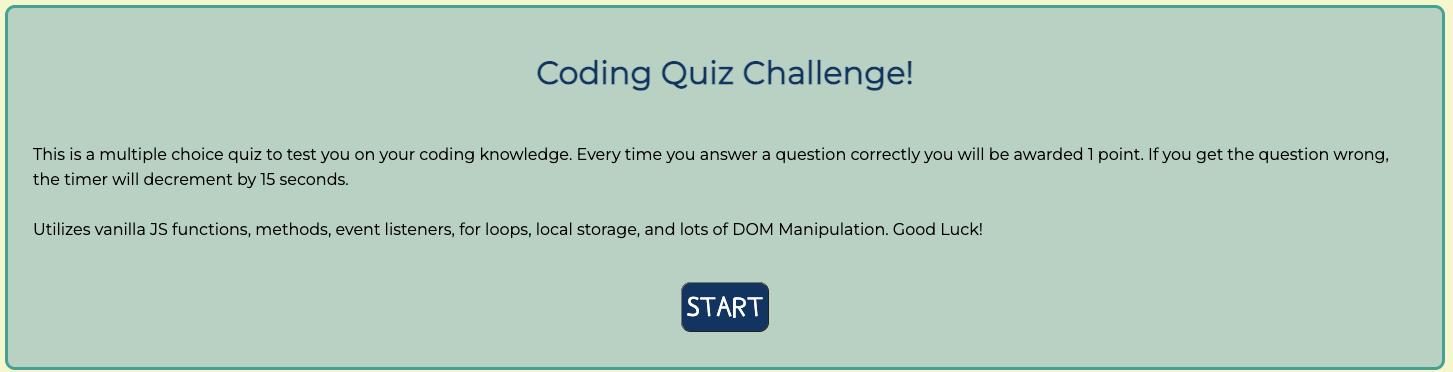 Coding Quiz Challenge!
This is a multiple choice quiz to test you on your coding knowledge. Every time you answer a question correctly you will be awarded 1 point. If you get the question wrong,
the timer will decrement by 15 seconds.
Utilizes vanilla JS functions, methods, event listeners, for loops, local storage, and lots of DOM Manipulation. Good Luck!
START